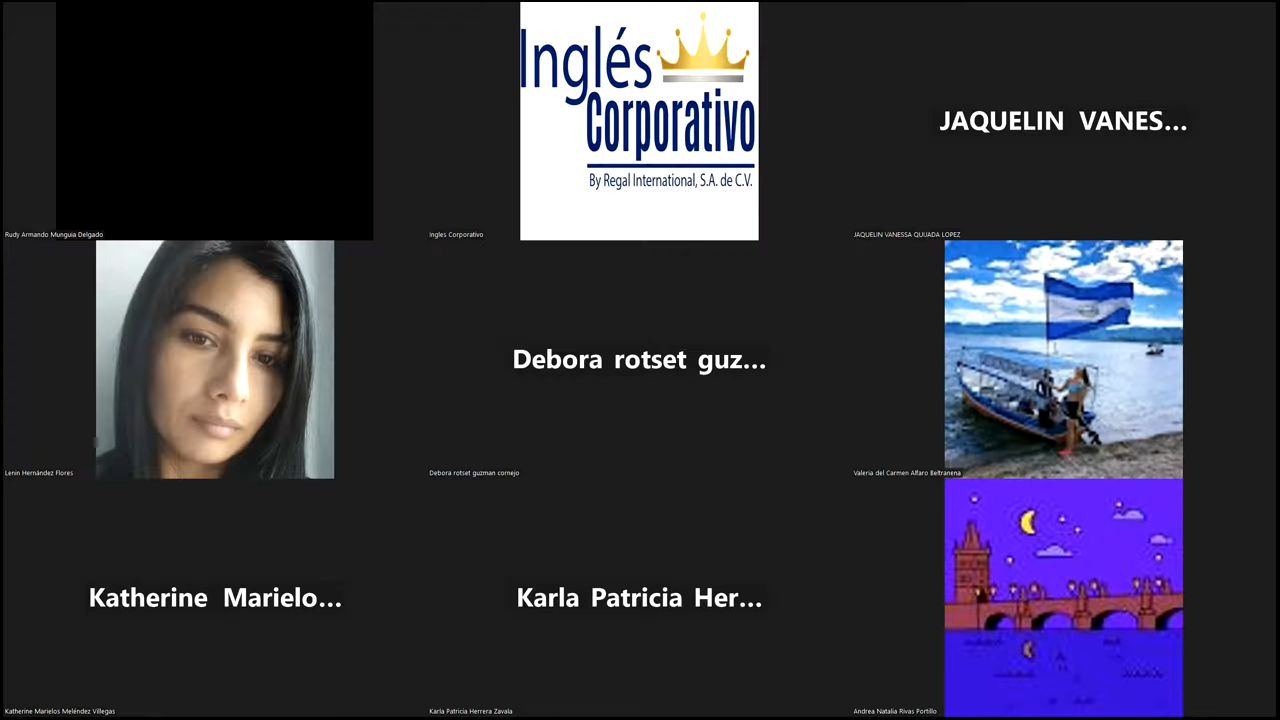 Inglés
Corporativo
By Regal International, S.A. de C.V.
JAQUELIN VANES...
Rudy Armando Munguia Delgado
Ingles Corporativo
JAQUELIN VANESSA QUIJADA LOPEZ
Debora rotset guz...
Lenin Hernández Flores
Debora rotset guzman cornejo
Valeria del Carmen Alfaro Beltranena
Katherine Marielo...
Karla Patricia Her...
Katherine Marielos Meléndez Villegas
Karla Patricia Herrera Zavala
Andrea Natalia Rivas Portillo